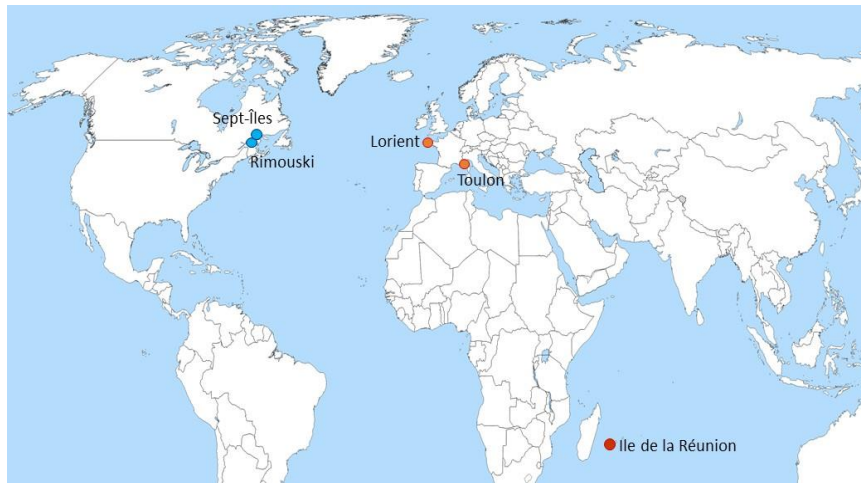 Sept-Îles
Rimouski
Lorient
Toulon
Ile de la Réunion